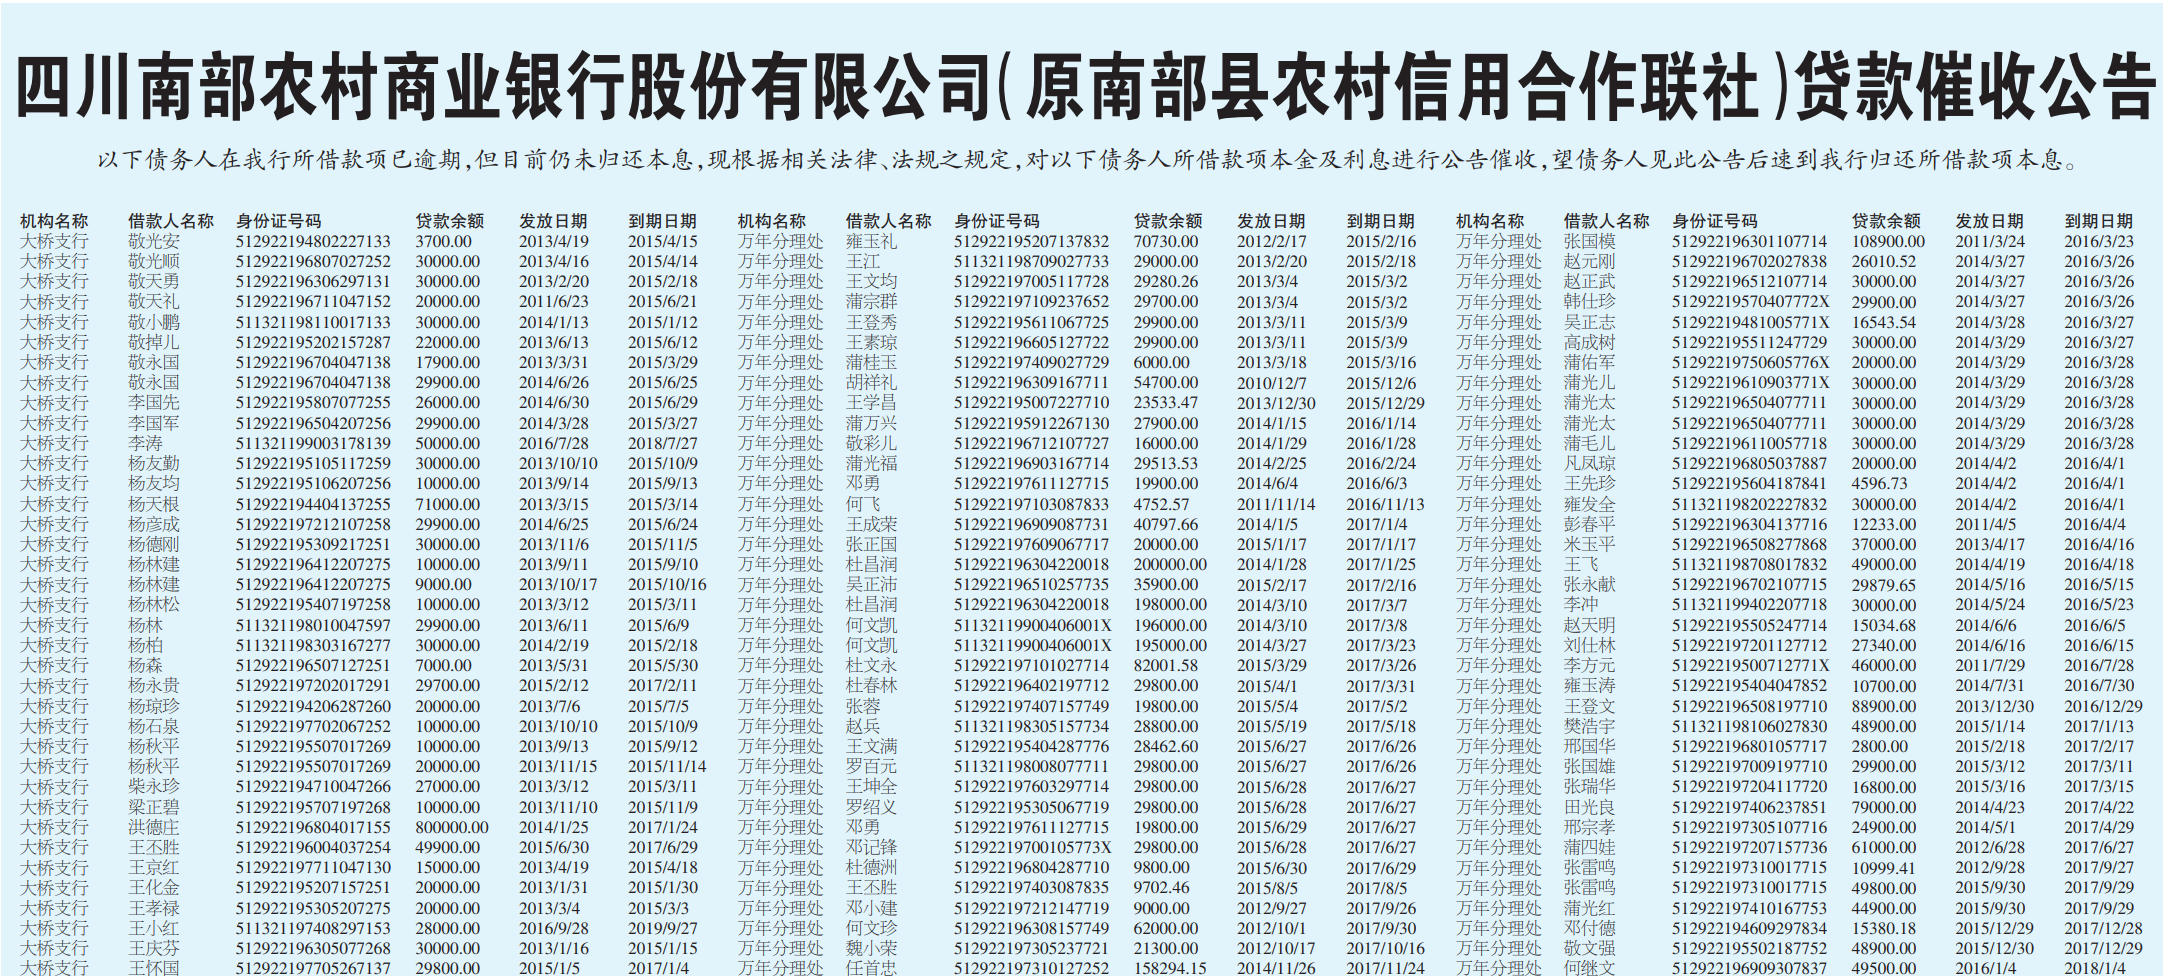 四川南部农村商业银行股份有限公司(原南部县农村信用合作联社)贷款催收公告
以下债务人在我行所借款项已逾期,但目前仍未归还本息,现根据相关法律、法规之规定,对以下债务人所借款项本金及利息进行公告催收,望债务人见此公告后速到我行归还所借款项本息。
机构名称 借款人名称 身份证号码 贷款余额 发放日期 到期日期 机构名称 借款人名称 身份证号码 贷款余额 发放日期 到期日期 机构名称 借款人名称 身份证号码 贷款余额 发放日期 到期日期
大桥支行 敬光安 512922194802227133 3700.00 2013/4/19 2015/4/15 万年分理处 雍玉礼 512922195207137832 70730.00 2012/2/17 2015/2/16 万年分理处 张国模 512922196301107714 108900.00 2011/3/24 2016/3/23
大桥支行 敬光顺 512922196807027252 30000.00 2013/4/16 2015/4/14 万年分理处 王江 511321198709027733 29000.00 2013/2/20 2015/2/18 万年分理处 赵元刚 512922196702027838 26010.52 2014/3/27 2016/3/26
大桥支行 敬天勇 512922196306297131 30000.00 2013/2/20 2015/2/18 万年分理处 王文均 512922197005117728 29280.26 2013/3/4 2015/3/2 万年分理处 赵正武 512922196512107714 30000.00 2014/3/27 2016/3/26
大桥支行 敬天礼 512922196711047152 20000.00 2011/6/23 2015/6/21 万年分理处 蒲宗群 512922197109237652 29700.00 2013/3/4 2015/3/2 万年分理处 韩仕珍 51292219570407772X 29900.00 2014/3/27 2016/3/26
大桥支行 敬小鹏 511321198110017133 30000.00 2014/1/13 2015/1/12 万年分理处 王登秀 512922195611067725 29900.00 2013/3/11 2015/3/9 万年分理处 吴正志 51292219481005771X 16543.54 2014/3/28 2016/3/27
大桥支行 敬掉儿 512922195202157287 22000.00 2013/6/13 2015/6/12 万年分理处 王素琼 512922196605127722 29900.00 2013/3/11 2015/3/9 万年分理处 高成树 512922195511247729 30000.00 2014/3/29 2016/3/27
大桥支行 敬永国 512922196704047138 17900.00 2013/3/31 2015/3/29 万年分理处 蒲桂玉 512922197409027729 6000.00 2013/3/18 2015/3/16 万年分理处 蒲佑军 51292219750605776X 20000.00 2014/3/29 2016/3/28
大桥支行 敬永国 512922196704047138 29900.00 2014/6/26 2015/6/25 万年分理处 胡祥礼 512922196309167711 54700.00 2010/12/7 2015/12/6 万年分理处 蒲光儿 51292219610903771X 30000.00 2014/3/29 2016/3/28
大桥支行 李国先 512922195807077255 26000.00 2014/6/30 2015/6/29 万年分理处 王学昌 512922195007227710 23533.47 2013/12/30 2015/12/29 万年分理处 蒲光太 512922196504077711 30000.00 2014/3/29 2016/3/28
大桥支行 李国军 512922196504207256 29900.00 2014/3/28 2015/3/27 万年分理处 蒲万兴 512922195912267130 27900.00 2014/1/15 2016/1/14 万年分理处 蒲光太 512922196504077711 30000.00 2014/3/29 2016/3/28
大桥支行 李涛 511321199003178139 50000.00 2016/7/28 2018/7/27 万年分理处 敬彩儿 512922196712107727 16000.00 2014/1/29 2016/1/28 万年分理处 蒲毛儿 512922196110057718 30000.00 2014/3/29 2016/3/28
大桥支行 杨友勤 512922195105117259 30000.00 2013/10/10 2015/10/9 万年分理处 蒲光福 512922196903167714 29513.53 2014/2/25 2016/2/24 万年分理处 凡凤琼 512922196805037887 20000.00 2014/4/2 2016/4/1
大桥支行 杨友均 512922195106207256 10000.00 2013/9/14 2015/9/13 万年分理处 邓勇 512922197611127715 19900.00 2014/6/4 2016/6/3 万年分理处 王先珍 512922195604187841 4596.73 2014/4/2 2016/4/1
大桥支行 杨天根 512922194404137255 71000.00 2013/3/15 2015/3/14 万年分理处 何飞 512922197103087833 4752.57 2011/11/14 2016/11/13 万年分理处 雍发全 511321198202227832 30000.00 2014/4/2 2016/4/1
大桥支行 杨彦成 512922197212107258 29900.00 2014/6/25 2015/6/24 万年分理处 王成荣 512922196909087731 40797.66 2014/1/5 2017/1/4 万年分理处 彭春平 512922196304137716 12233.00 2011/4/5 2016/4/4
大桥支行 杨德刚 512922195309217251 30000.00 2013/11/6 2015/11/5 万年分理处 张正国 512922197609067717 20000.00 2015/1/17 2017/1/17 万年分理处 米玉平 512922196508277868 37000.00 2013/4/17 2016/4/16
大桥支行 杨林建 512922196412207275 10000.00 2013/9/11 2015/9/10 万年分理处 杜昌润 512922196304220018 200000.00 2014/1/28 2017/1/25 万年分理处 王飞 511321198708017832 49000.00 2014/4/19 2016/4/18
大桥支行 杨林建 512922196412207275 9000.00 2013/10/17 2015/10/16 万年分理处 吴正沛 512922196510257735 35900.00 2015/2/17 2017/2/16 万年分理处 张永献 512922196702107715 29879.65 2014/5/16 2016/5/15
大桥支行 杨林松 512922195407197258 10000.00 2013/3/12 2015/3/11 万年分理处 杜昌润 512922196304220018 198000.00 2014/3/10 2017/3/7 万年分理处 李冲 511321199402207718 30000.00 2014/5/24 2016/5/23
大桥支行 杨林 511321198010047597 29900.00 2013/6/11 2015/6/9 万年分理处 何文凯 51132119900406001X 196000.00 2014/3/10 2017/3/8 万年分理处 赵天明 512922195505247714 15034.68 2014/6/6 2016/6/5
大桥支行 杨柏 511321198303167277 30000.00 2014/2/19 2015/2/18 万年分理处 何文凯 51132119900406001X 195000.00 2014/3/27 2017/3/23 万年分理处 刘仕林 512922197201127712 27340.00 2014/6/16 2016/6/15
大桥支行 杨森 512922196507127251 7000.00 2013/5/31 2015/5/30 万年分理处 杜文永 512922197101027714 82001.58 2015/3/29 2017/3/26 万年分理处 李方元 51292219500712771X 46000.00 2011/7/29 2016/7/28
大桥支行 杨永贵 512922197202017291 29700.00 2015/2/12 2017/2/11 万年分理处 杜春林 512922196402197712 29800.00 2015/4/1 2017/3/31 万年分理处 雍玉涛 512922195404047852 10700.00 2014/7/31 2016/7/30
大桥支行 杨琼珍 512922194206287260 20000.00 2013/7/6 2015/7/5 万年分理处 张蓉 512922197407157749 19800.00 2015/5/4 2017/5/2 万年分理处 王登文 512922196508197710 88900.00 2013/12/30 2016/12/29
大桥支行 杨石泉 512922197702067252 10000.00 2013/10/10 2015/10/9 万年分理处 赵兵 511321198305157734 28800.00 2015/5/19 2017/5/18 万年分理处 樊浩宇 511321198106027830 48900.00 2015/1/14 2017/1/13
大桥支行 杨秋平 512922195507017269 10000.00 2013/9/13 2015/9/12 万年分理处 王文满 512922195404287776 28462.60 2015/6/27 2017/6/26 万年分理处 邢国华 512922196801057717 2800.00 2015/2/18 2017/2/17
大桥支行 杨秋平 512922195507017269 20000.00 2013/11/15 2015/11/14 万年分理处 罗百元 511321198008077711 29800.00 2015/6/27 2017/6/26 万年分理处 张国雄 512922197009197710 29900.00 2015/3/12 2017/3/11
大桥支行 柴永珍 512922194710047266 27000.00 2013/3/12 2015/3/11 万年分理处 王坤全 512922197603297714 29800.00 2015/6/28 2017/6/27 万年分理处 张瑞华 512922197204117720 16800.00 2015/3/16 2017/3/15
大桥支行 梁正碧 512922195707197268 10000.00 2013/11/10 2015/11/9 万年分理处 罗绍义 512922195305067719 29800.00 2015/6/28 2017/6/27 万年分理处 田光良 512922197406237851 79000.00 2014/4/23 2017/4/22
大桥支行 洪德庄 512922196804017155 800000.00 2014/1/25 2017/1/24 万年分理处 邓勇 512922197611127715 19800.00 2015/6/29 2017/6/27 万年分理处 邢宗孝 512922197305107716 24900.00 2014/5/1 2017/4/29
大桥支行 王丕胜 512922196004037254 49900.00 2015/6/30 2017/6/29 万年分理处 邓记锋 51292219700105773X 29800.00 2015/6/28 2017/6/27 万年分理处 蒲四娃 512922197207157736 61000.00 2012/6/28 2017/6/27
大桥支行 王京红 512922197711047130 15000.00 2013/4/19 2015/4/18 万年分理处 杜德洲 512922196804287710 9800.00 2015/6/30 2017/6/29 万年分理处 张雷鸣 512922197310017715 10999.41 2012/9/28 2017/9/27
大桥支行 王化金 512922195207157251 20000.00 2013/1/31 2015/1/30 万年分理处 王丕胜 512922197403087835 9702.46 2015/8/5 2017/8/5 万年分理处 张雷鸣 512922197310017715 49800.00 2015/9/30 2017/9/29
大桥支行 王孝禄 512922195305207275 20000.00 2013/3/4 2015/3/3 万年分理处 邓小建 512922197212147719 9000.00 2012/9/27 2017/9/26 万年分理处 蒲光红 512922197410167753 44900.00 2015/9/30 2017/9/29
大桥支行 王小红 511321197408297153 28000.00 2016/9/28 2019/9/27 万年分理处 何文珍 512922196308157749 62000.00 2012/10/1 2017/9/30 万年分理处 邓付德 512922194609297834 15380.18 2015/12/29 2017/12/28
大桥支行 王庆芬 512922196305077268 30000.00 2013/1/16 2015/1/15 万年分理处 魏小荣 512922197305237721 21300.00 2012/10/17 2017/10/16 万年分理处 敬文强 512922195502187752 48900.00 2015/12/30 2017/12/29
大桥支行 王怀国 512922197705267137 29800.00 2015/1/5 2017/1/4 万年分理处 任首忠 512922197310127252 158294.15 2014/11/26 2017/11/24 万年分理处 何继文 512922196909307837 49500.00 2016/1/4 2018/1/4